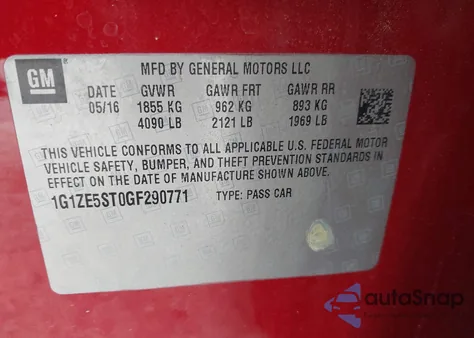 GM
MFD BY GENERAL MOTORS LLC
DATE GVWR GAWR FRT GAWR RR
05/16 1855 KG 962 KG 893 KG
4090 LB 2121 LB 1969 LB
THIS VEHICLE CONFORMS TO ALL APPLICABLE U.S. FEDERAL MOTOR
VEHICLE SAFETY, BUMPER, AND THEFT PREVENTION STANDARDS IN
EFFECT ON THE DATE OF MANUFACTURE SHOWN ABOVE.
1G1ZE5ST0GF290771 TYPE: PASS CAR
autoSnap